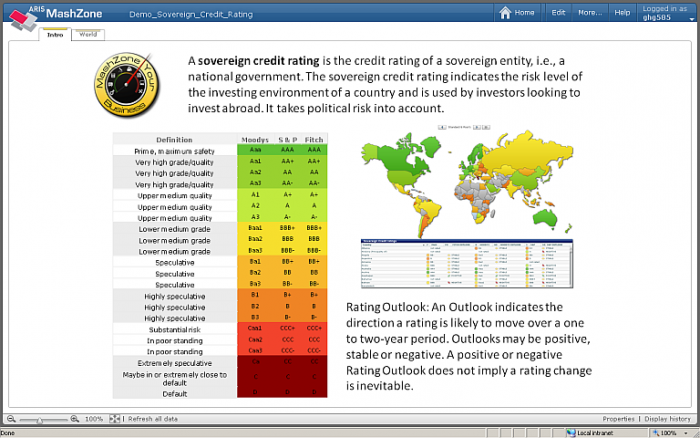 ARIS MashZone
Demo_Sovereign_Credit_Rating
Home Edit More... Help Logged in as
ghg585
Intro World
MashZone Your Business
A sovereign credit rating is the credit rating of a sovereign entity, i.e., a
national government. The sovereign credit rating indicates the risk level of
the investing environment of a country and is used by investors looking to
invest abroad. It takes political risk into account.
Definition Moodys S & P Fitch
Prime, maximum safety Aaa AAA AAA
Very high grade/quality Aa1 AA+ AA+
Very high grade/quality Aa2 AA AA
Very high grade/quality Aa3 AA- AA-
Upper medium quality A1 A+ A+
Upper medium quality A2 A A
Upper medium quality A3 A- A-
Lower medium grade Baa1 BBB+ BBB+
Lower medium grade Baa2 BBB BBB
Lower medium grade Baa3 BBB- BBB-
Speculative Ba1 BB+ BB+
Speculative Ba2 BB BB
Speculative Ba3 BB- BB-
Highly speculative B1 B+ B+
Highly speculative B2 B B
Highly speculative B3 B- B-
Substantial risk Caa1 CCC+ CCC+
In poor standing Caa2 CCC CCC
In poor standing Caa3 CCC- CCC-
Extremely speculative Ca CC CC
Maybe in or extremely close to
default C C C
Default D D D
Sovereign Credit Ratings
Rating Outlook: An Outlook indicates the
direction a rating is likely to move over a one
to two-year period. Outlooks may be positive,
stable or negative. A positive or negative
Rating Outlook does not imply a rating change
is inevitable.
100% Refresh all data
Properties Display history
Done
Local intranet 100%